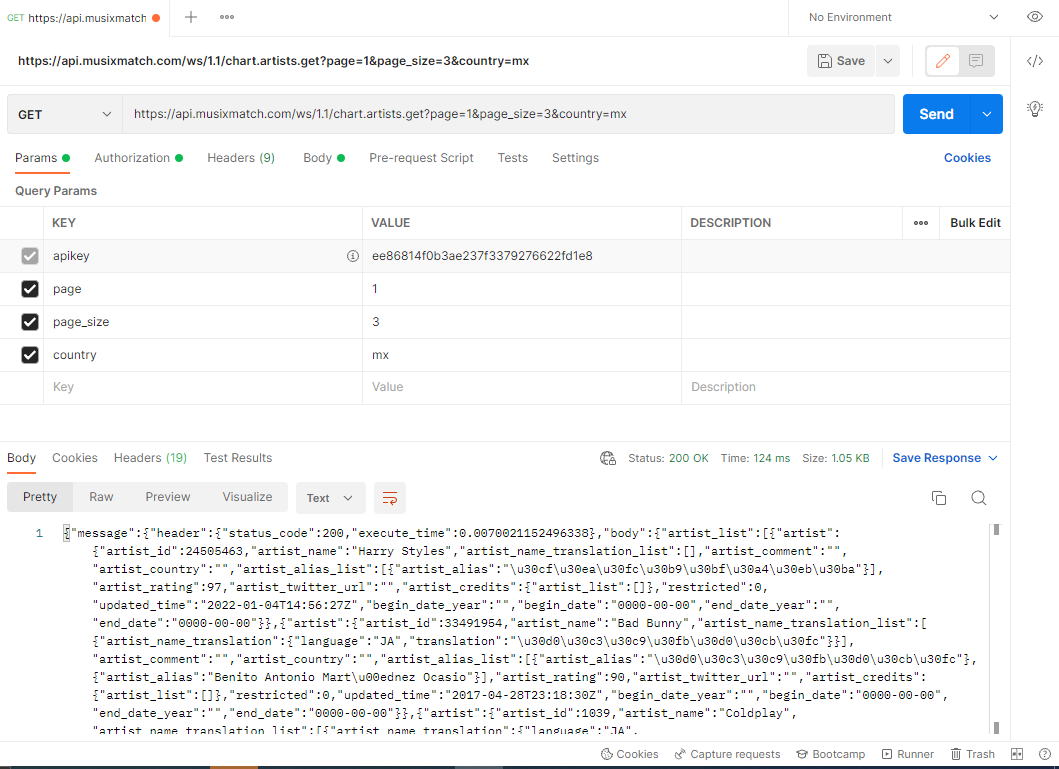 GET https://api.musixmatch
No Environment
https://api.musixmatch.com/ws/1.1/chart.artists.get?page=1&page_size=3&country=mx
Save
GET https://api.musixmatch.com/ws/1.1/chart.artists.get?page=1&page_size=3&country=mx Send
Params Authorization Headers (9) Body Pre-request Script Tests Settings Cookies
Query Params
KEY VALUE DESCRIPTION Bulk Edit
apikey ee86814f0b3ae237f3379276622fd1e8
page 1
page_size 3
country mx
Key Value Description
Body Cookies Headers (19) Test Results Status: 200 OK Time: 124 ms Size: 1.05 KB Save Response
Pretty Raw Preview Visualize Text
1 {"message":{"header":{"status_code":200,"execute_time":0.0070021152496338},"body":{"artist_list":[{"artist":
{"artist_id":24505463,"artist_name":"Harry Styles","artist_name_translation_list":[],"artist_comment":"",
"artist_country":"","artist_alias_list":[{"artist_alias":"\u30cf\u30ea\u30fc\u30b9\u30bf\u30a4\u30eb\u30ba"}],
"artist_rating":97,"artist_twitter_url":"","artist_credits":{"artist_list":[]},"restricted":0,
"updated_time":"2022-01-04T14:56:27Z","begin_date_year":"","begin_date":"0000-00-00","end_date_year":"",
"end_date":"0000-00-00"}},{"artist":{"artist_id":33491954,"artist_name":"Bad Bunny","artist_name_translation_list":[
{"artist_name_translation":{"language":"JA","translation":"\u30d0\u30c3\u30c9\u30fb\u30d0\u30cb\u30fc"}}],
"artist_comment":"","artist_country":"","artist_alias_list":[{"artist_alias":"\u30d0\u30c3\u30c9\u30fb\u30d0\u30cb\u30fc"},
{"artist_alias":"Benito Antonio Mart\u00ednez Ocasio"}],"artist_rating":90,"artist_twitter_url":"","artist_credits":
{"artist_list":[]},"restricted":0,"updated_time":"2017-04-28T23:18:30Z","begin_date_year":"","begin_date":"0000-00-00",
"end_date_year":"","end_date":"0000-00-00"}},{"artist":{"artist_id":1039,"artist_name":"Coldplay",
"artist_name_translation_list":[{"artist_name_translation":{"language":"JA",
Cookies Capture requests Bootcamp Runner Trash